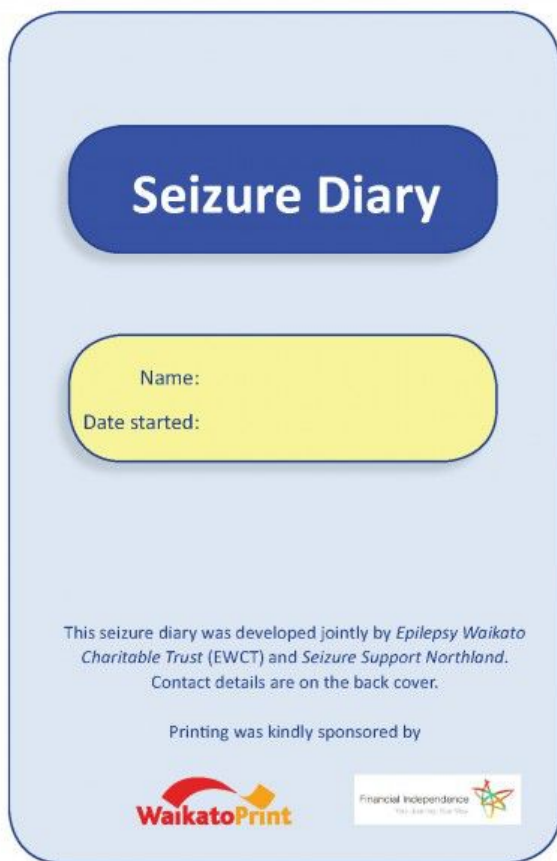 Seizure Diary
Name:
Date started:
This seizure diary was developed jointly by Epilepsy Waikato
Charitable Trust (EWCT) and Seizure Support Northland.
Contact details are on the back cover.
Printing was kindly sponsored by
WaikatoPrint
Financial Independence